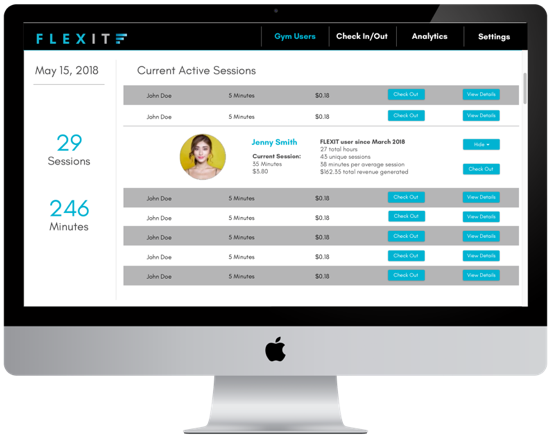 FLEXIT
Gym Users
Check In/Out
Analytics
Settings
May 15, 2018
Current Active Sessions
29
Sessions
246
Minutes
John Doe 5 Minutes $0.18 Check Out View Details
John Doe 5 Minutes $0.18 Check Out View Details
Jenny Smith
Current Session:
35 Minutes
$3.80
FLEXIT user since March 2018
27 total hours
43 unique sessions
38 minutes per average session
$162.35 total revenue generated
Hide
Check Out
John Doe 5 Minutes $0.18 Check Out View Details
John Doe 5 Minutes $0.18 Check Out View Details
John Doe 5 Minutes $0.18 Check Out View Details
John Doe 5 Minutes $0.18 Check Out View Details
John Doe 5 Minutes $0.18 Check Out View Details